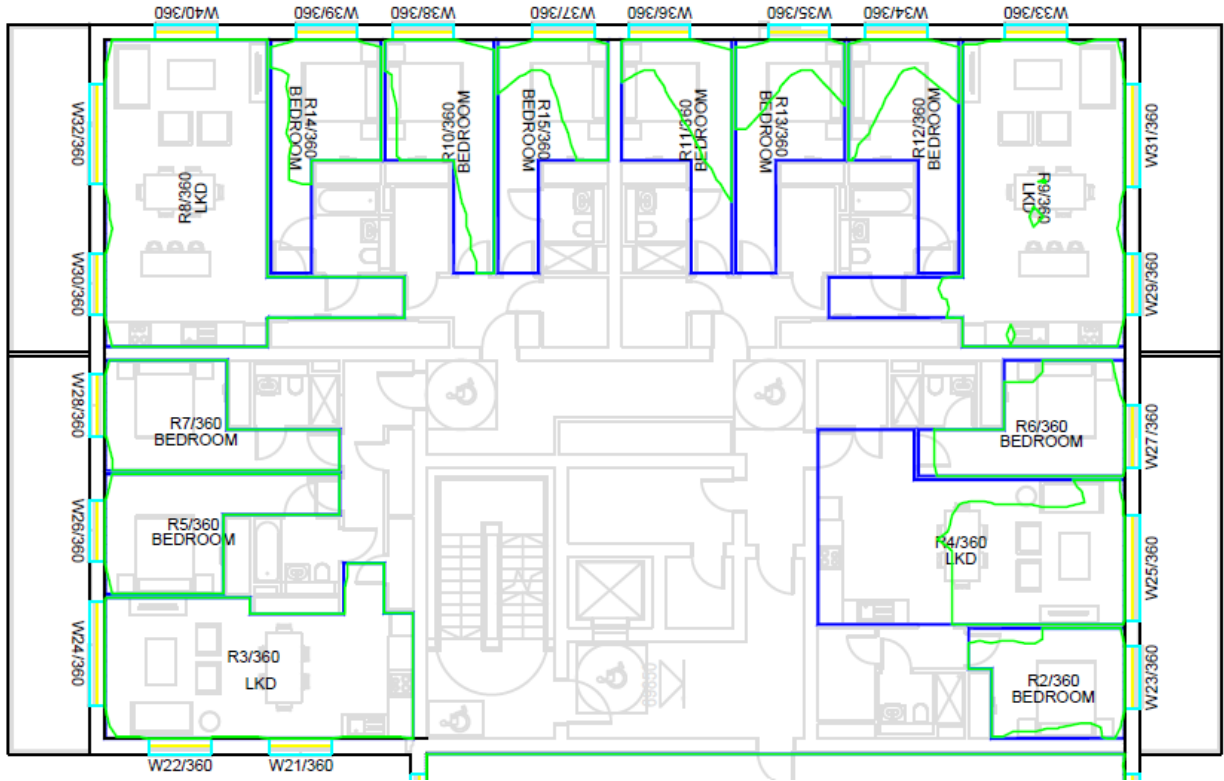 W40/360
W39/360
W38/360
W37/360
W36/360
W35/360
W34/360
W33/360
W32/360
R8/360
LKD
R14/360
BEDROOM
R10/360
BEDROOM
R15/360
BEDROOM
R11/360
BEDROOM
R13/360
BEDROOM
R12/360
BEDROOM
R9/360
LKD
W31/360
W30/360
W29/360
W28/360
R7/360
BEDROOM
R6/360
BEDROOM
W27/360
W26/360
R5/360
BEDROOM
R4/360
LKD
W25/360
W24/360
R3/360
LKD
R2/360
BEDROOM
W23/360
W22/360
W21/360